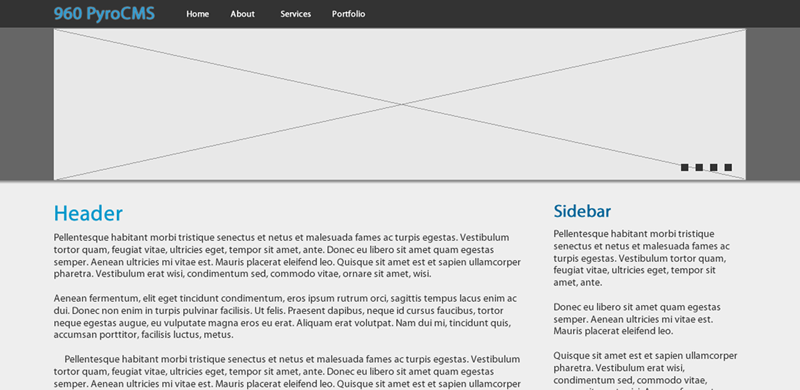 960 PyroCMS
Home About Services Portfolio
Header
Pellentesque habitant morbi tristique senectus et netus et malesuada fames ac turpis egestas. Vestibulum
tortor quam, feugiat vitae, ultricies eget, tempor sit amet, ante. Donec eu libero sit amet quam egestas
semper. Aenean ultricies mi vitae est. Mauris placerat eleifend leo. Quisque sit amet est et sapien ullamcorper
pharetra. Vestibulum erat wisi, condimentum sed, commodo vitae, ornare sit amet, wisi.
Aenean fermentum, elit eget tincidunt condimentum, eros ipsum rutrum orci, sagittis tempus lacus enim ac
dui. Donec non enim in turpis pulvinar facilisis. Ut felis. Praesent dapibus, neque id cursus faucibus, tortor
neque egestas augue, eu vulputate magna eros eu erat. Aliquam erat volutpat. Nam dui mi, tincidunt quis,
accumsan porttitor, facilisis luctus, metus.
Pellentesque habitant morbi tristique senectus et netus et malesuada fames ac turpis egestas. Vestibulum
tortor quam, feugiat vitae, ultricies eget, tempor sit amet, ante. Donec eu libero sit amet quam egestas
semper. Aenean ultricies mi vitae est. Mauris placerat eleifend leo. Quisque sit amet est et sapien ullamcorper
Sidebar
Pellentesque habitant morbi tristique
senectus et netus et malesuada fames ac
turpis egestas. Vestibulum tortor quam,
feugiat vitae, ultricies eget, tempor sit
amet, ante.
Donec eu libero sit amet quam egestas
semper. Aenean ultricies mi vitae est.
Mauris placerat eleifend leo.
Quisque sit amet est et sapien ullamcorper
pharetra. Vestibulum erat wisi,
condimentum sed, commodo vitae,